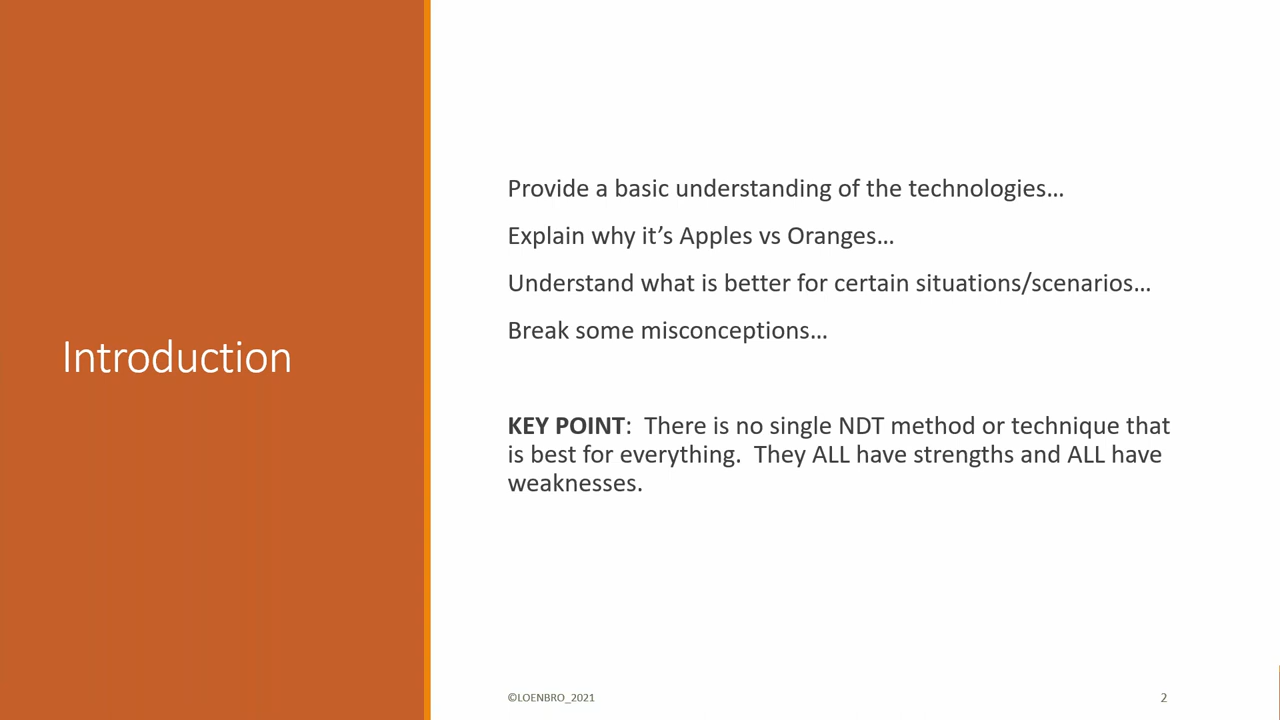 Introduction
Provide a basic understanding of the technologies…
Explain why it’s Apples vs Oranges…
Understand what is better for certain situations/scenarios…
Break some misconceptions…
KEY POINT:  There is no single NDT method or technique that
is best for everything.  They ALL have strengths and ALL have
weaknesses.
©LOENBRO_2021
2